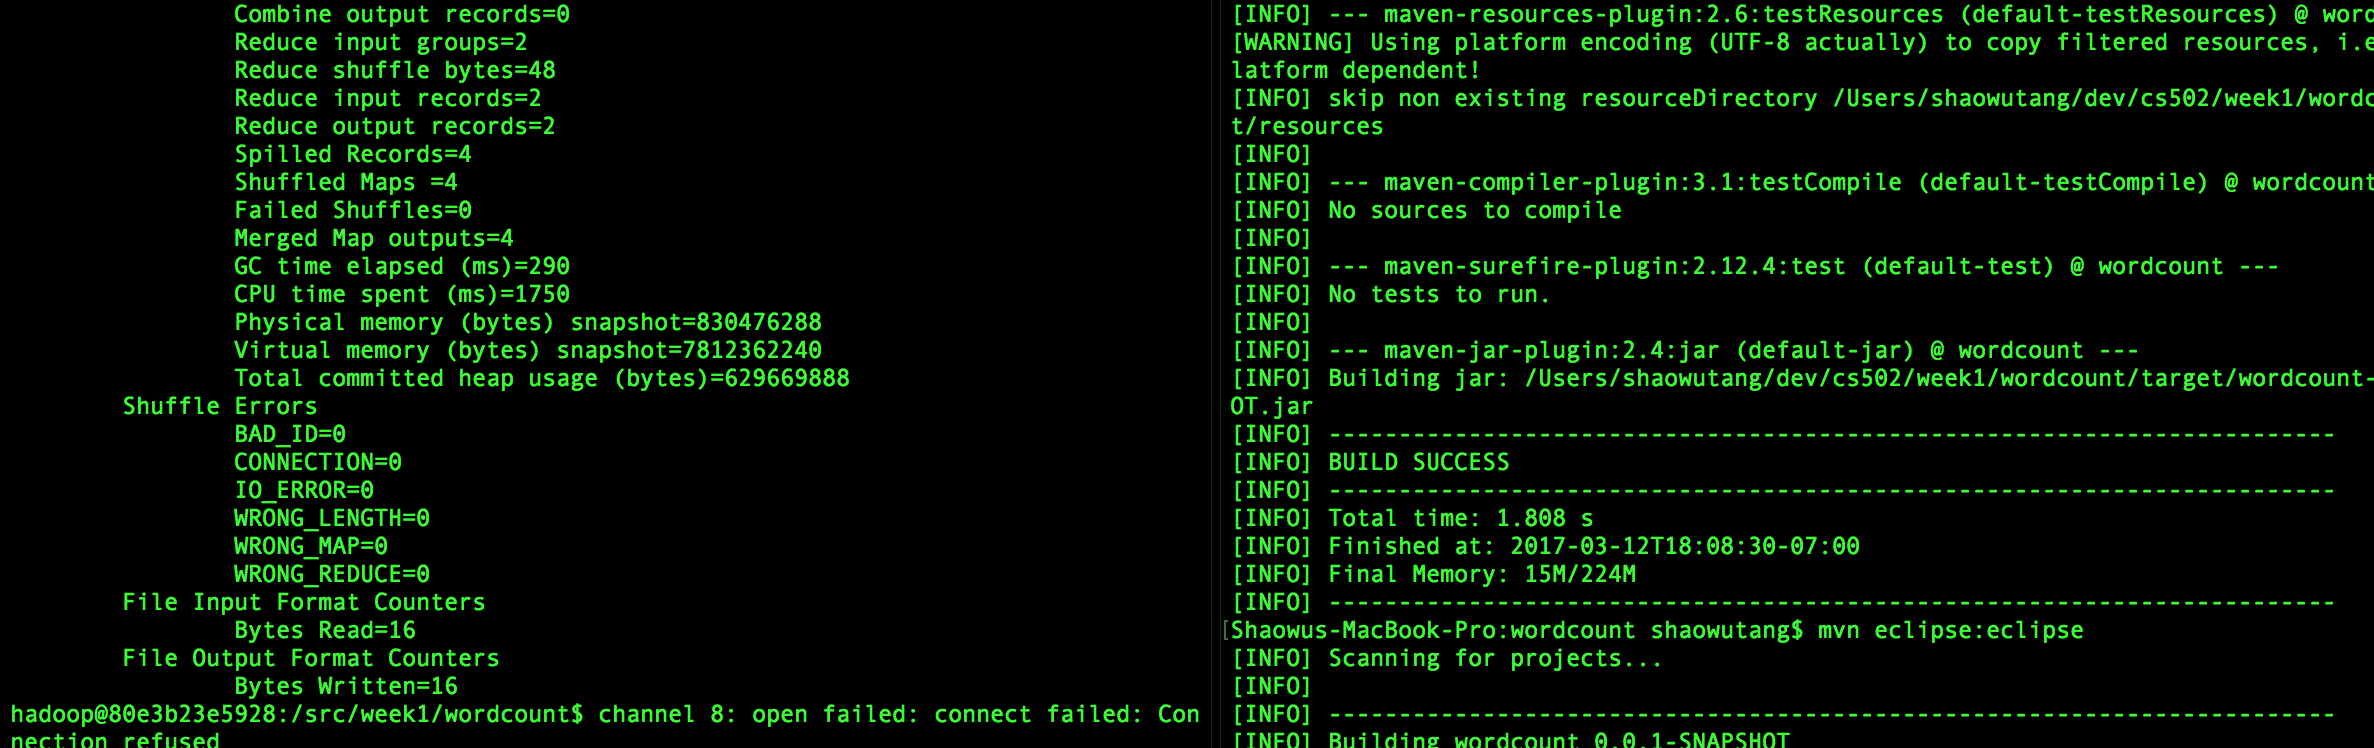 Combine output records=0
Reduce input groups=2
Reduce shuffle bytes=48
Reduce input records=2
Reduce output records=2
Spilled Records=4
Shuffled Maps =4
Failed Shuffles=0
Merged Map outputs=4
GC time elapsed (ms)=290
CPU time spent (ms)=1750
Physical memory (bytes) snapshot=830476288
Virtual memory (bytes) snapshot=7812362240
Total committed heap usage (bytes)=629669888
Shuffle Errors
BAD_ID=0
CONNECTION=0
IO_ERROR=0
WRONG_LENGTH=0
WRONG_MAP=0
WRONG_REDUCE=0
File Input Format Counters
Bytes Read=16
File Output Format Counters
Bytes Written=16
hadoop@80e3b23e5928:/src/week1/wordcount$ channel 8: open failed: connect failed: Con
nection refused
[INFO] --- maven-resources-plugin:2.6:testResources (default-testResources) @ word
[WARNING] Using platform encoding (UTF-8 actually) to copy filtered resources, i.e
latform dependent!
[INFO] skip non existing resourceDirectory /Users/shaowutang/dev/cs502/week1/wordc
t/resources
[INFO]
[INFO] --- maven-compiler-plugin:3.1:testCompile (default-testCompile) @ wordcount
[INFO] No sources to compile
[INFO]
[INFO] --- maven-surefire-plugin:2.12.4:test (default-test) @ wordcount ---
[INFO] No tests to run.
[INFO]
[INFO] --- maven-jar-plugin:2.4:jar (default-jar) @ wordcount ---
[INFO] Building jar: /Users/shaowutang/dev/cs502/week1/wordcount/target/wordcount-
OT.jar
[INFO] ------------------------------------------------------------------------
[INFO] BUILD SUCCESS
[INFO] ------------------------------------------------------------------------
[INFO] Total time: 1.808 s
[INFO] Finished at: 2017-03-12T18:08:30-07:00
[INFO] Final Memory: 15M/224M
[INFO] ------------------------------------------------------------------------
[Shaowus-MacBook-Pro:wordcount shaowutang$ mvn eclipse:eclipse
[INFO] Scanning for projects...
[INFO]
[INFO] ------------------------------------------------------------------------
[INFO] Building wordcount 0.0.1-SNAPSHOT